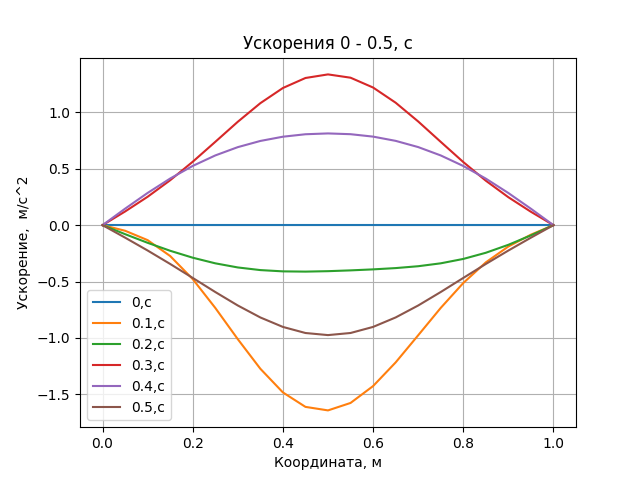 Ускорения 0 - 0.5, с
Ускорение,   м/с^2
1.0
0.5
0.0
−0.5
−1.0
−1.5
0,с
0.1,с
0.2,с
0.3,с
0.4,с
0.5,с
0.0 0.2 0.4 0.6 0.8 1.0
Координата, м